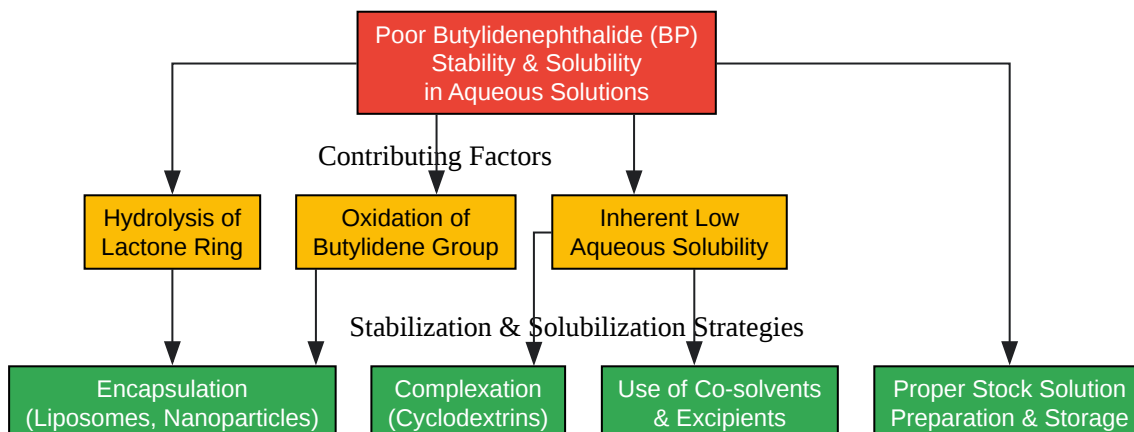 Poor Butylidenephthalide (BP)
Stability & Solubility
in Aqueous Solutions
Contributing Factors
Hydrolysis of
Lactone Ring
Oxidation of
Butylidene Group
Inherent Low
Aqueous Solubility
Stabilization & Solubilization Strategies
Encapsulation
(Liposomes, Nanoparticles)
Complexation
(Cyclodextrins)
Use of Co-solvents
& Excipients
Proper Stock Solution
Preparation & Storage